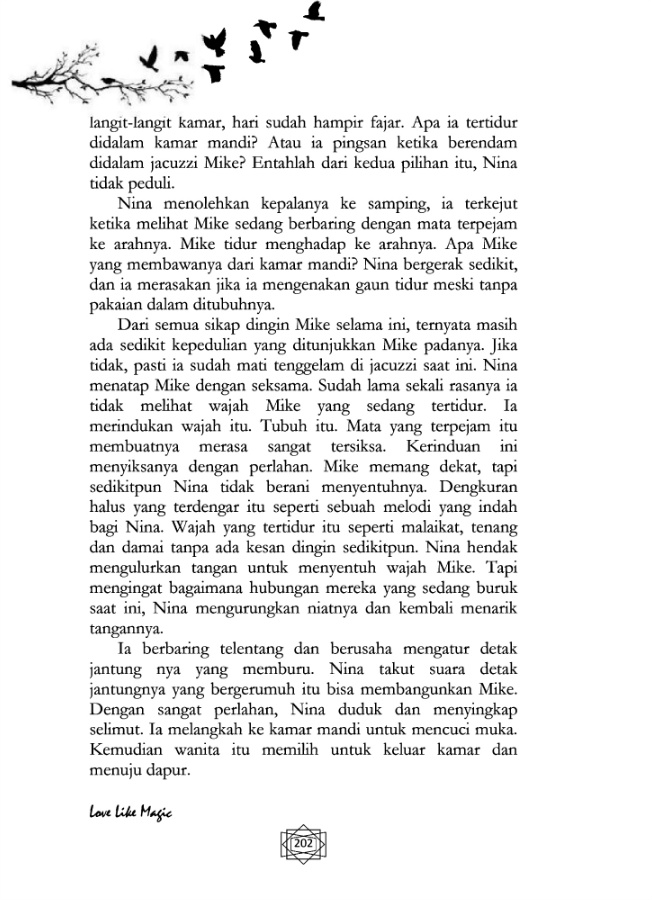 langit-langit kamar, hari sudah hampir fajar. Apa ia tertidur
didalam kamar mandi? Atau ia pingsan ketika berendam
didalam jacuzzi Mike? Entahlah dari kedua pilihan itu, Nina
tidak peduli.
Nina menolehkan kepalanya ke samping, ia terkejut
ketika melihat Mike sedang berbaring dengan mata terpejam
ke arahnya. Mike tidur menghadap ke arahnya. Apa Mike
yang membawanya dari kamar mandi? Nina bergerak sedikit,
dan ia merasakan jika ia mengenakan gaun tidur meski tanpa
pakaian dalam ditubuhnya.
Dari semua sikap dingin Mike selama ini, ternyata masih
ada sedikit kepedulian yang ditunjukkan Mike padanya. Jika
tidak, pasti ia sudah mati tenggelam di jacuzzi saat ini. Nina
menatap Mike dengan seksama. Sudah lama sekali rasanya ia
tidak melihat wajah Mike yang sedang tertidur. Ia
merindukan wajah itu. Tubuh itu. Mata yang terpejam itu
membuatnya merasa sangat tersiksa. Kerinduan ini
menyiksanya dengan perlahan. Mike memang dekat, tapi
sedikitpun Nina tidak berani menyentuhnya. Dengkuran
halus yang terdengar itu seperti sebuah melodi yang indah
bagi Nina. Wajah yang tertidur itu seperti malaikat, tenang
dan damai tanpa ada kesan dingin sedikitpun. Nina hendak
mengulurkan tangan untuk menyentuh wajah Mike. Tapi
mengingat bagaimana hubungan mereka yang sedang buruk
saat ini, Nina mengurungkan niatnya dan kembali menarik
tangannya.
Ia berbaring telentang dan berusaha mengatur detak
jantung nya yang memburu. Nina takut suara detak
jantungnya yang bergerumuh itu bisa membangunkan Mike.
Dengan sangat perlahan, Nina duduk dan menyingkap
selimut. Ia melangkah ke kamar mandi untuk mencuci muka.
Kemudian wanita itu memilih untuk keluar kamar dan
menuju dapur.
Love Like Magic
202